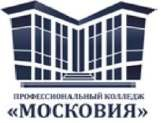 ПРОФЕССИОНАЛЬНЫЙ КОЛЛЕДЖ
«МОСКОВИЯ»